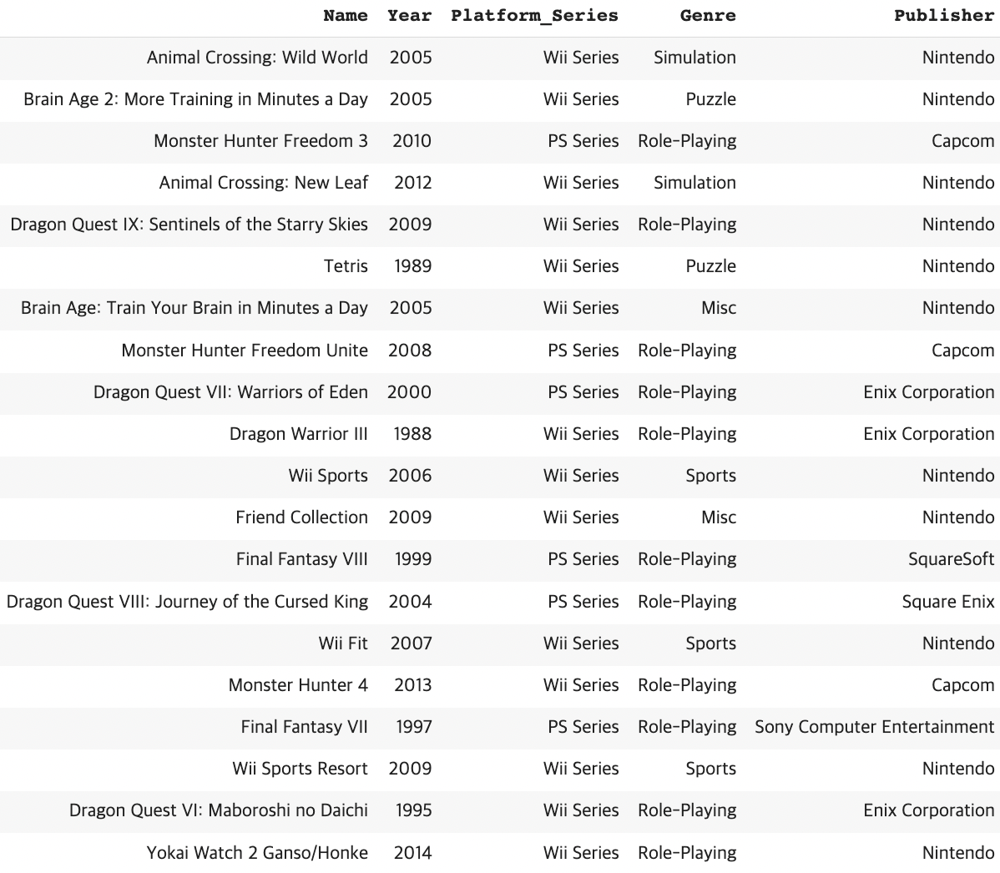 Name Year Platform_Series Genre Publisher
Animal Crossing: Wild World 2005 Wii Series Simulation Nintendo
Brain Age 2: More Training in Minutes a Day 2005 Wii Series Puzzle Nintendo
Monster Hunter Freedom 3 2010 PS Series Role-Playing Capcom
Animal Crossing: New Leaf 2012 Wii Series Simulation Nintendo
Dragon Quest IX: Sentinels of the Starry Skies 2009 Wii Series Role-Playing Nintendo
Tetris 1989 Wii Series Puzzle Nintendo
Brain Age: Train Your Brain in Minutes a Day 2005 Wii Series Misc Nintendo
Monster Hunter Freedom Unite 2008 PS Series Role-Playing Capcom
Dragon Quest VII: Warriors of Eden 2000 PS Series Role-Playing Enix Corporation
Dragon Warrior III 1988 Wii Series Role-Playing Enix Corporation
Wii Sports 2006 Wii Series Sports Nintendo
Friend Collection 2009 Wii Series Misc Nintendo
Final Fantasy VIII 1999 PS Series Role-Playing SquareSoft
Dragon Quest VIII: Journey of the Cursed King 2004 PS Series Role-Playing Square Enix
Wii Fit 2007 Wii Series Sports Nintendo
Monster Hunter 4 2013 Wii Series Role-Playing Capcom
Final Fantasy VII 1997 PS Series Role-Playing Sony Computer Entertainment
Wii Sports Resort 2009 Wii Series Sports Nintendo
Dragon Quest VI: Maboroshi no Daichi 1995 Wii Series Role-Playing Enix Corporation
Yokai Watch 2 Ganso/Honke 2014 Wii Series Role-Playing Nintendo